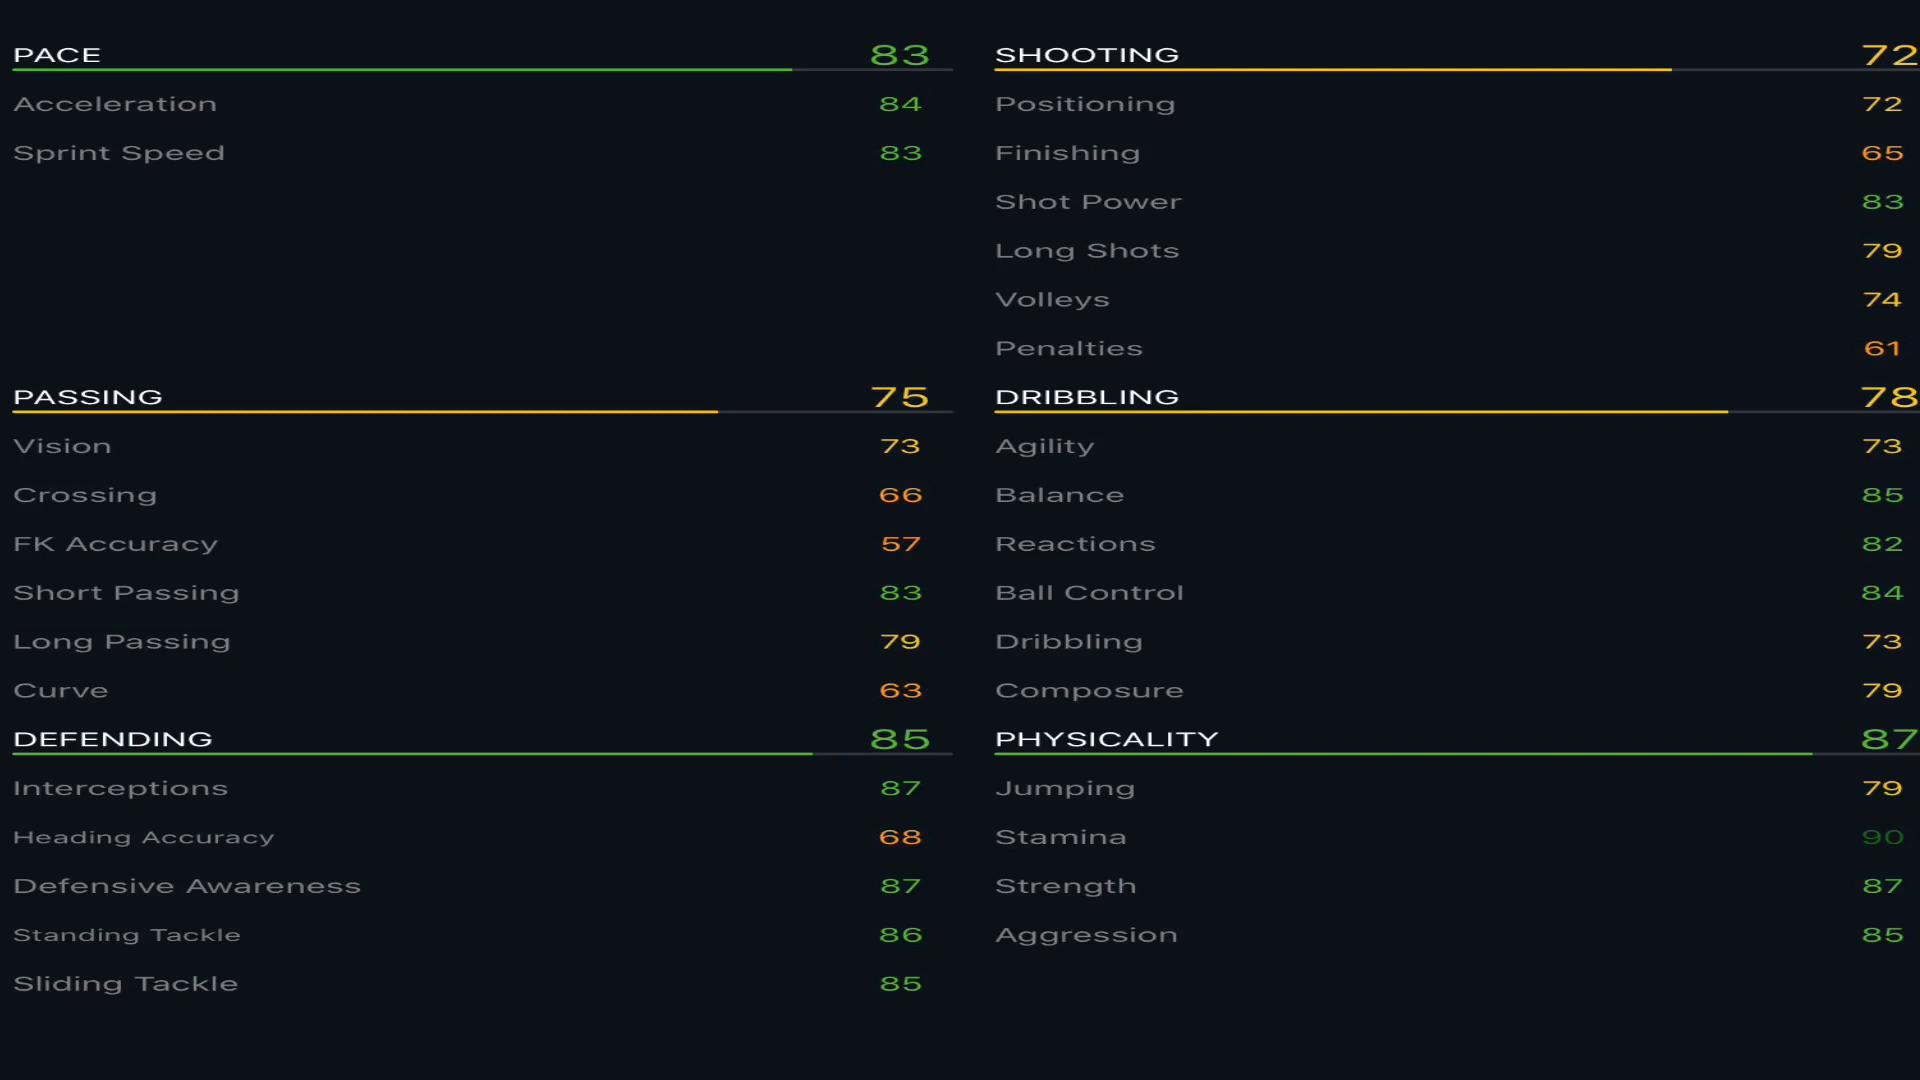 PACE 83
Acceleration 84
Sprint Speed 83
SHOOTING 72
Positioning 72
Finishing 65
Shot Power 83
Long Shots 79
Volleys 74
Penalties 61
PASSING 75
Vision 73
Crossing 66
FK Accuracy 57
Short Passing 83
Long Passing 79
Curve 63
DRIBBLING 78
Agility 73
Balance 85
Reactions 82
Ball Control 84
Dribbling 73
Composure 79
DEFENDING 85
Interceptions 87
Heading Accuracy 68
Defensive Awareness 87
Standing Tackle 86
Sliding Tackle 85
PHYSICALITY 87
Jumping 79
Stamina 90
Strength 87
Aggression 85